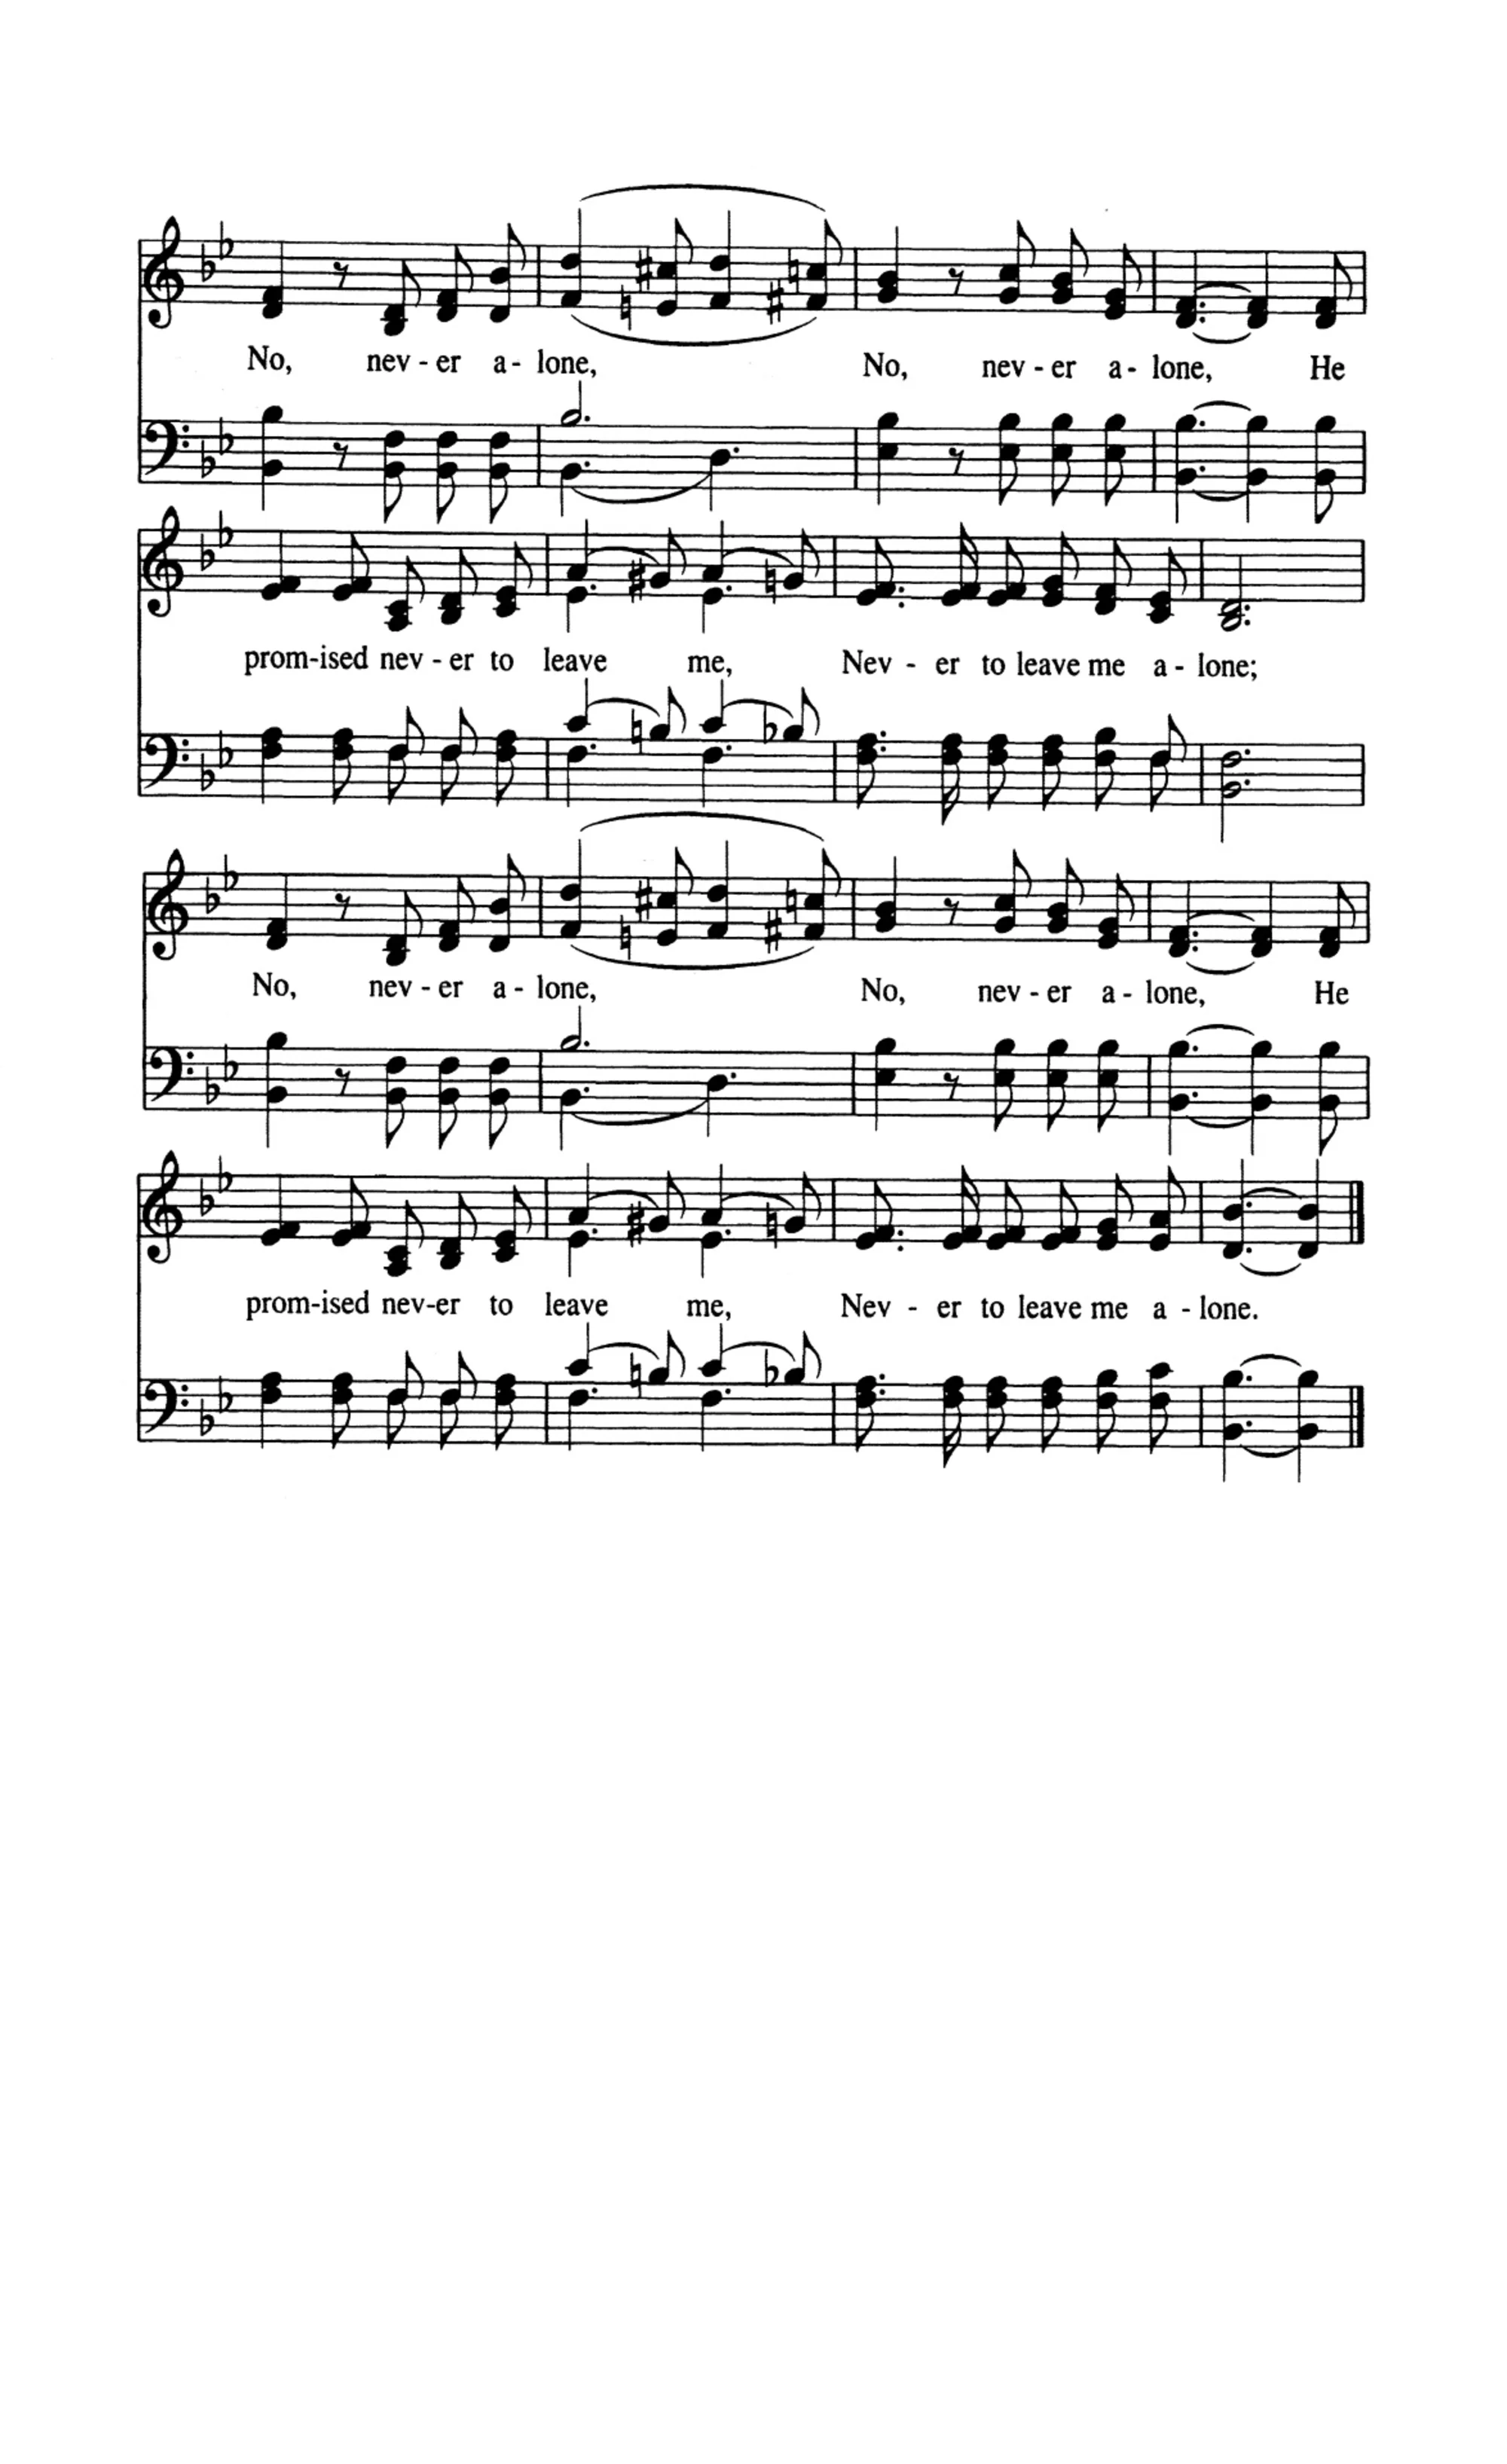 No, nev - er a - lone, No, nev - er a - lone, He
prom-ised nev - er to leave me, Nev - er to leave me a - lone;
No, nev - er a - lone, No, nev - er a - lone, He
prom-ised nev-er to leave me, Nev - er to leave me a - lone.